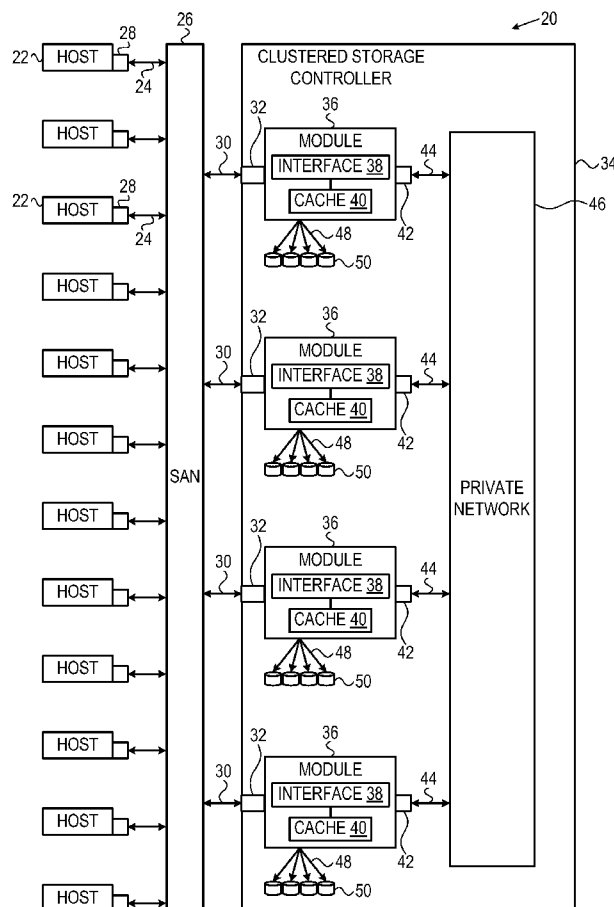 20
26
28
22 HOST
24
CLUSTERED STORAGE
CONTROLLER
36
32
MODULE
30
44
INTERFACE 38
34
CACHE 40
42
46
48
50
HOST
28
22 HOST
24
HOST
36
32
MODULE
30
44
INTERFACE 38
HOST
CACHE 40
42
48
HOST
50
SAN
PRIVATE
NETWORK
HOST
36
32
MODULE
30
44
INTERFACE 38
HOST
CACHE 40
42
48
HOST
50
36
HOST
32
MODULE
30
44
INTERFACE 38
HOST
CACHE 40
42
48
50
HOST